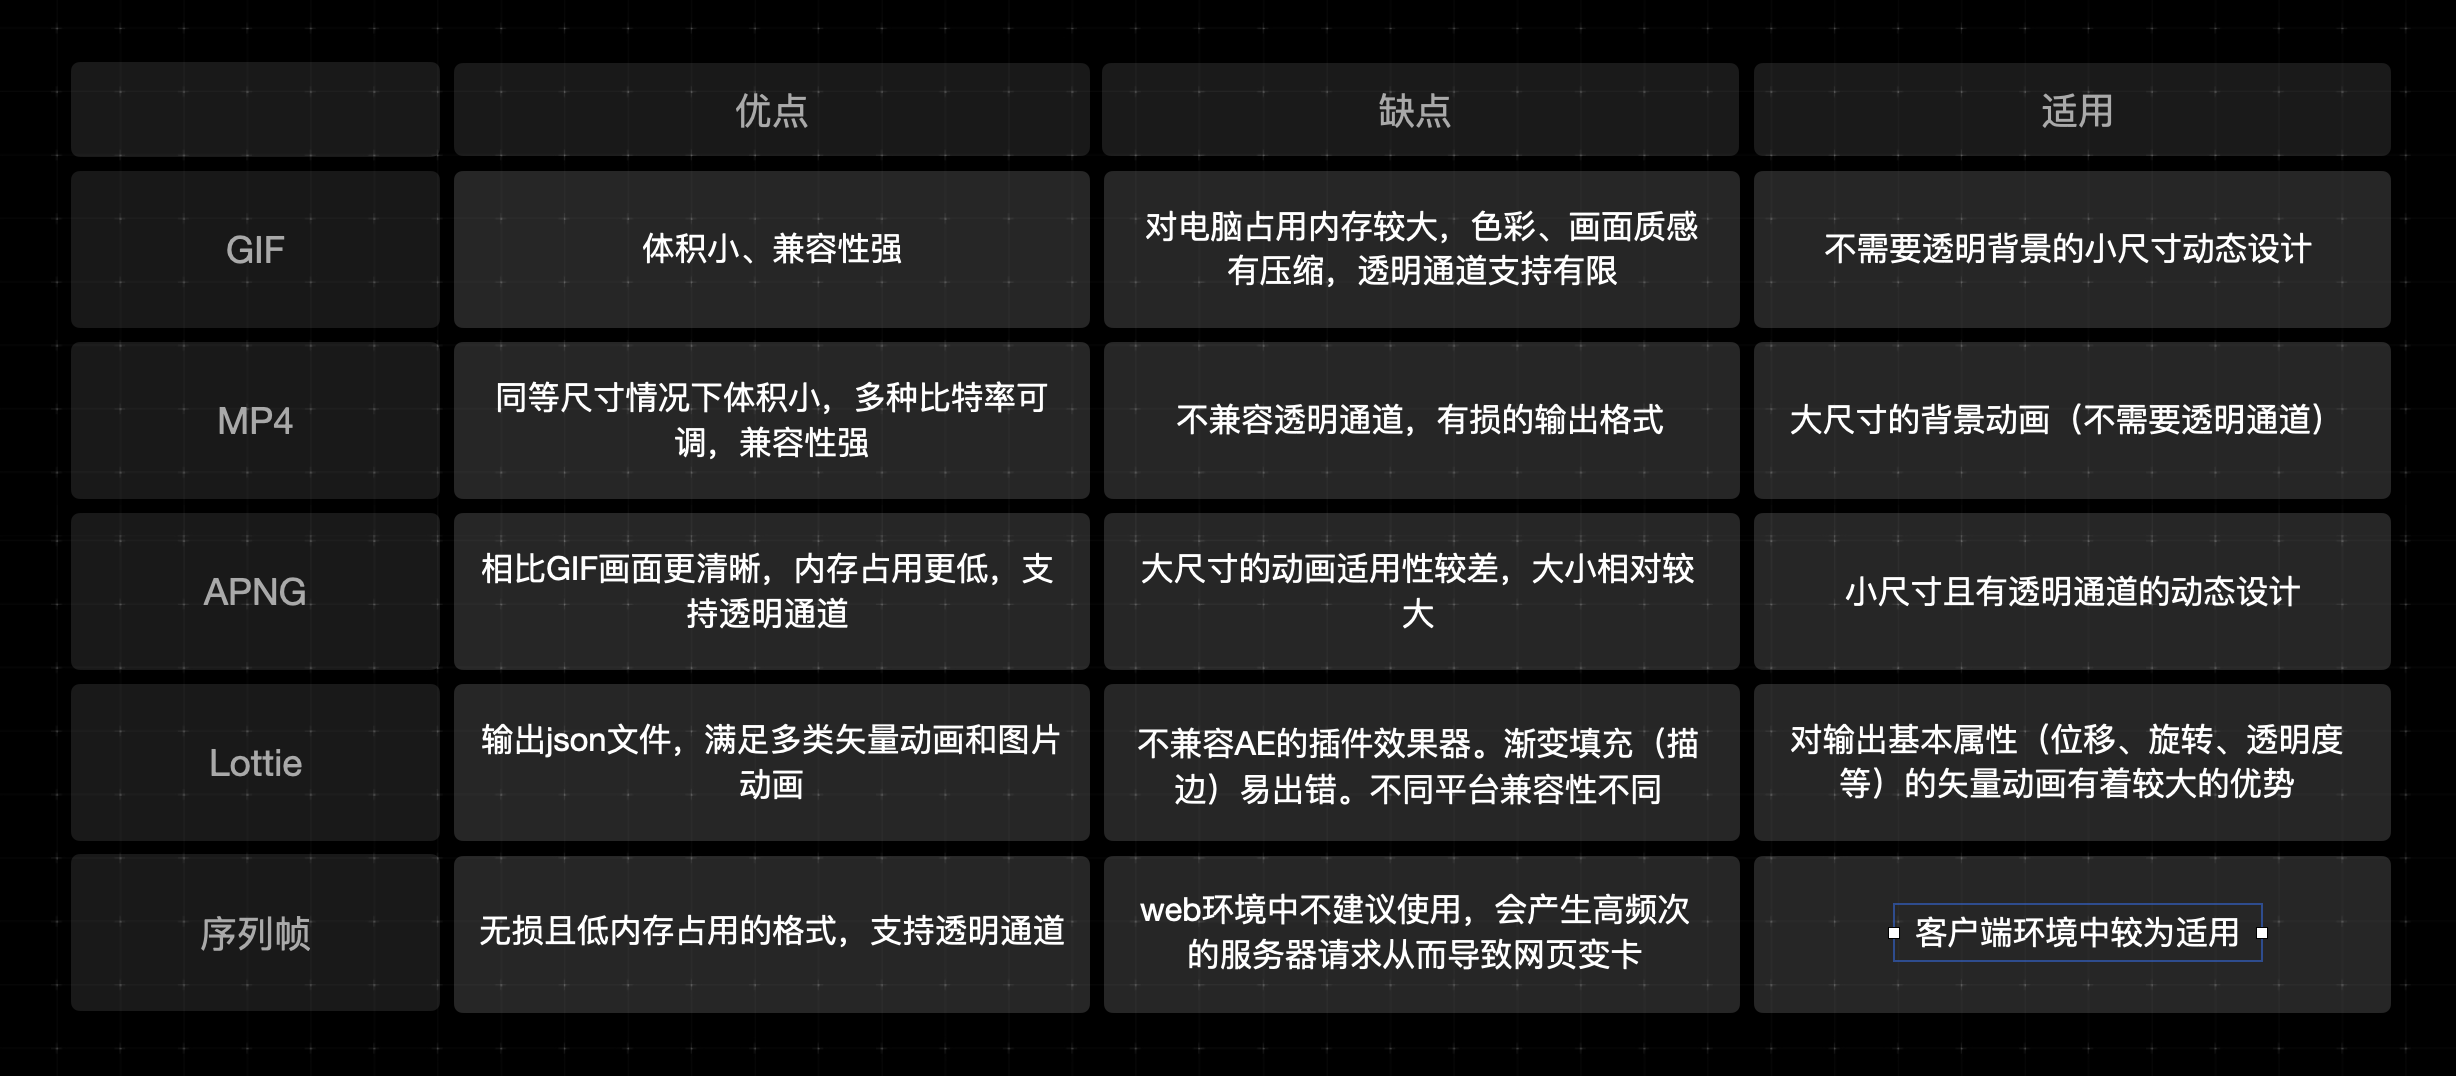 优点
缺点
适用
GIF
体积小、兼容性强
对电脑占用内存较大，色彩、画面质感
有压缩，透明通道支持有限
不需要透明背景的小尺寸动态设计
MP4
同等尺寸情况下体积小，多种比特率可
调，兼容性强
不兼容透明通道，有损的输出格式
大尺寸的背景动画（不需要透明通道）
APNG
相比GIF画面更清晰，内存占用更低，支
持透明通道
大尺寸的动画适用性较差，大小相对较
大
小尺寸且有透明通道的动态设计
Lottie
输出json文件，满足多类矢量动画和图片
动画
不兼容AE的插件效果器。渐变填充（描
边）易出错。不同平台兼容性不同
对输出基本属性（位移、旋转、透明度
等）的矢量动画有着较大的优势
序列帧
无损且低内存占用的格式，支持透明通道
web环境中不建议使用，会产生高频次
的服务器请求从而导致网页变卡
客户端环境中较为适用